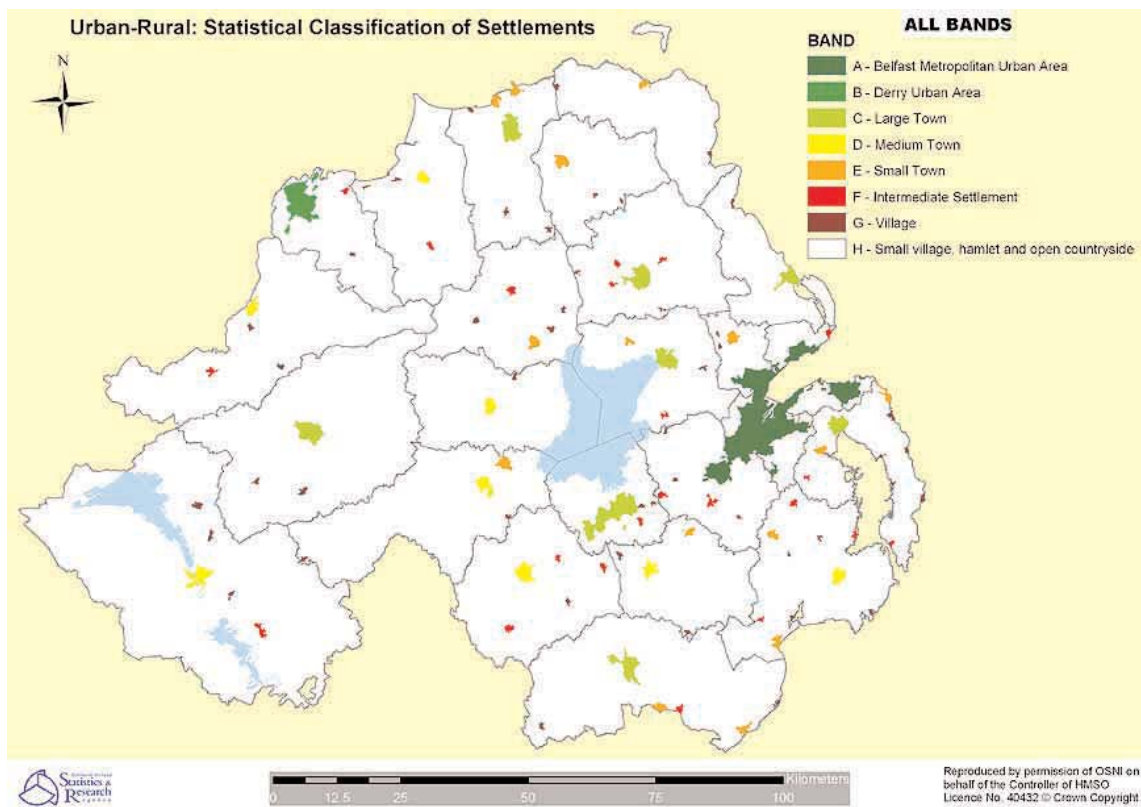 Urban-Rural: Statistical Classification of Settlements
N
ALL BANDS
BAND
A - Belfast Metropolitan Urban Area
B - Derry Urban Area
C - Large Town
D - Medium Town
E - Small Town
F - Intermediate Settlement
G - Village
H - Small village, hamlet and open countryside
Statistics &
Research
Kilometers
0 12.5 25 50 75 100
Reproduced by permission of OSNI on
behalf of the Controller of HMSO
Licence No. 40432 © Crown Copyright